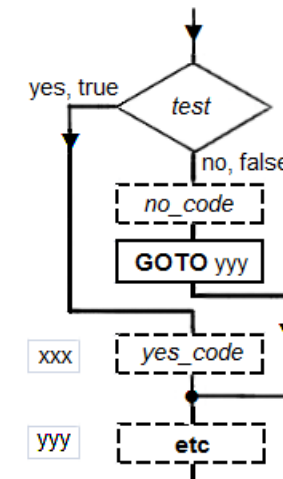 yes, true
test
no, false
no_code
GOTO yyy
xxx
yes_code
yyy
etc